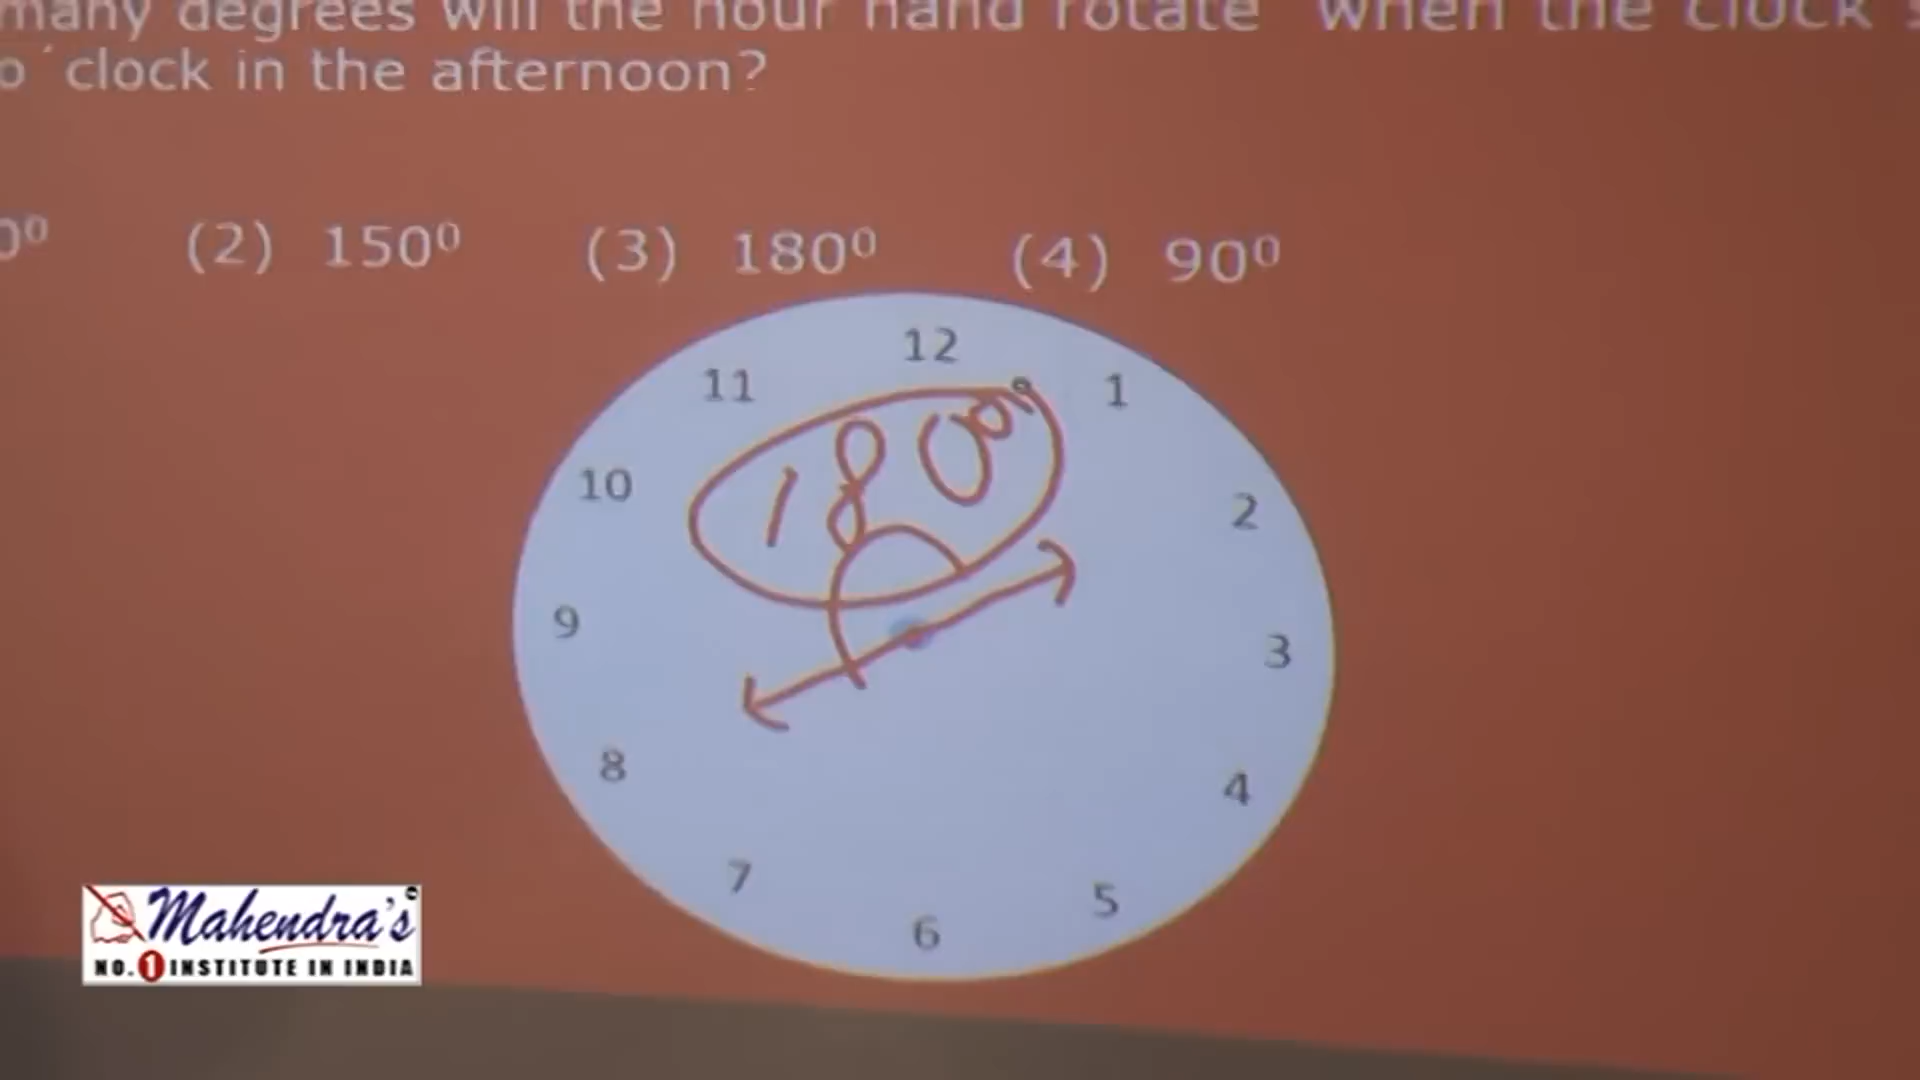 many degrees will the hour hand rotate when the clock
o'clock in the afternoon?
0⁰ (2) 150⁰ (3) 180⁰ (4) 90⁰
12
11 1
180°
10 2
9 3
8 4
7 5
6
Mahendra's
NO.1 INSTITUTE IN INDIA